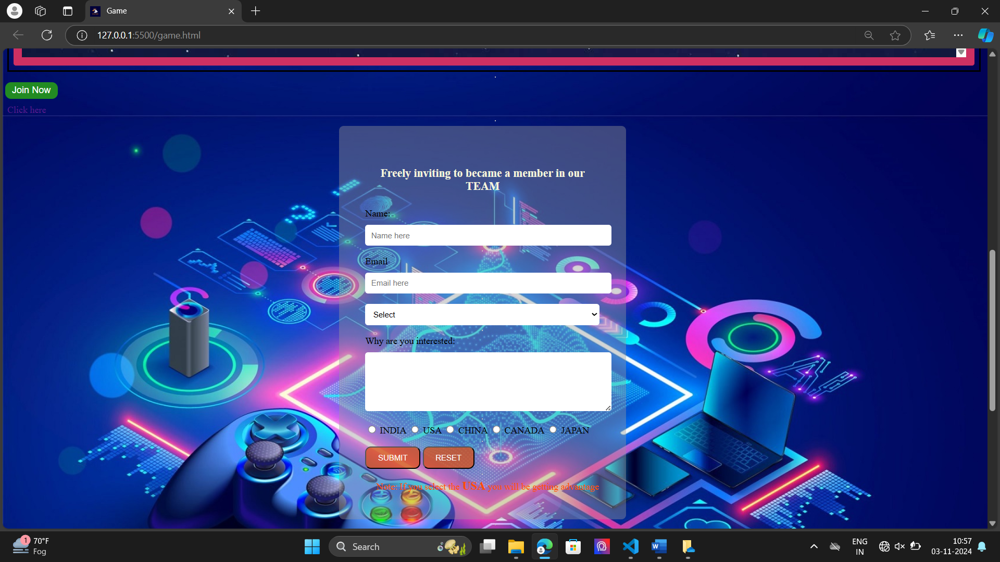 Game
127.0.0.1:5500/game.html
Join Now
Click here
Freely inviting to became a member in our
TEAM
Name:
Name here
Email
Email here
Select
Why are you interested:
INDIA USA CHINA CANADA JAPAN
SUBMIT RESET
Note: If you select the USA you will be getting advantage
1
70°F
Fog
Search
ENG
IN
10:57
03-11-2024